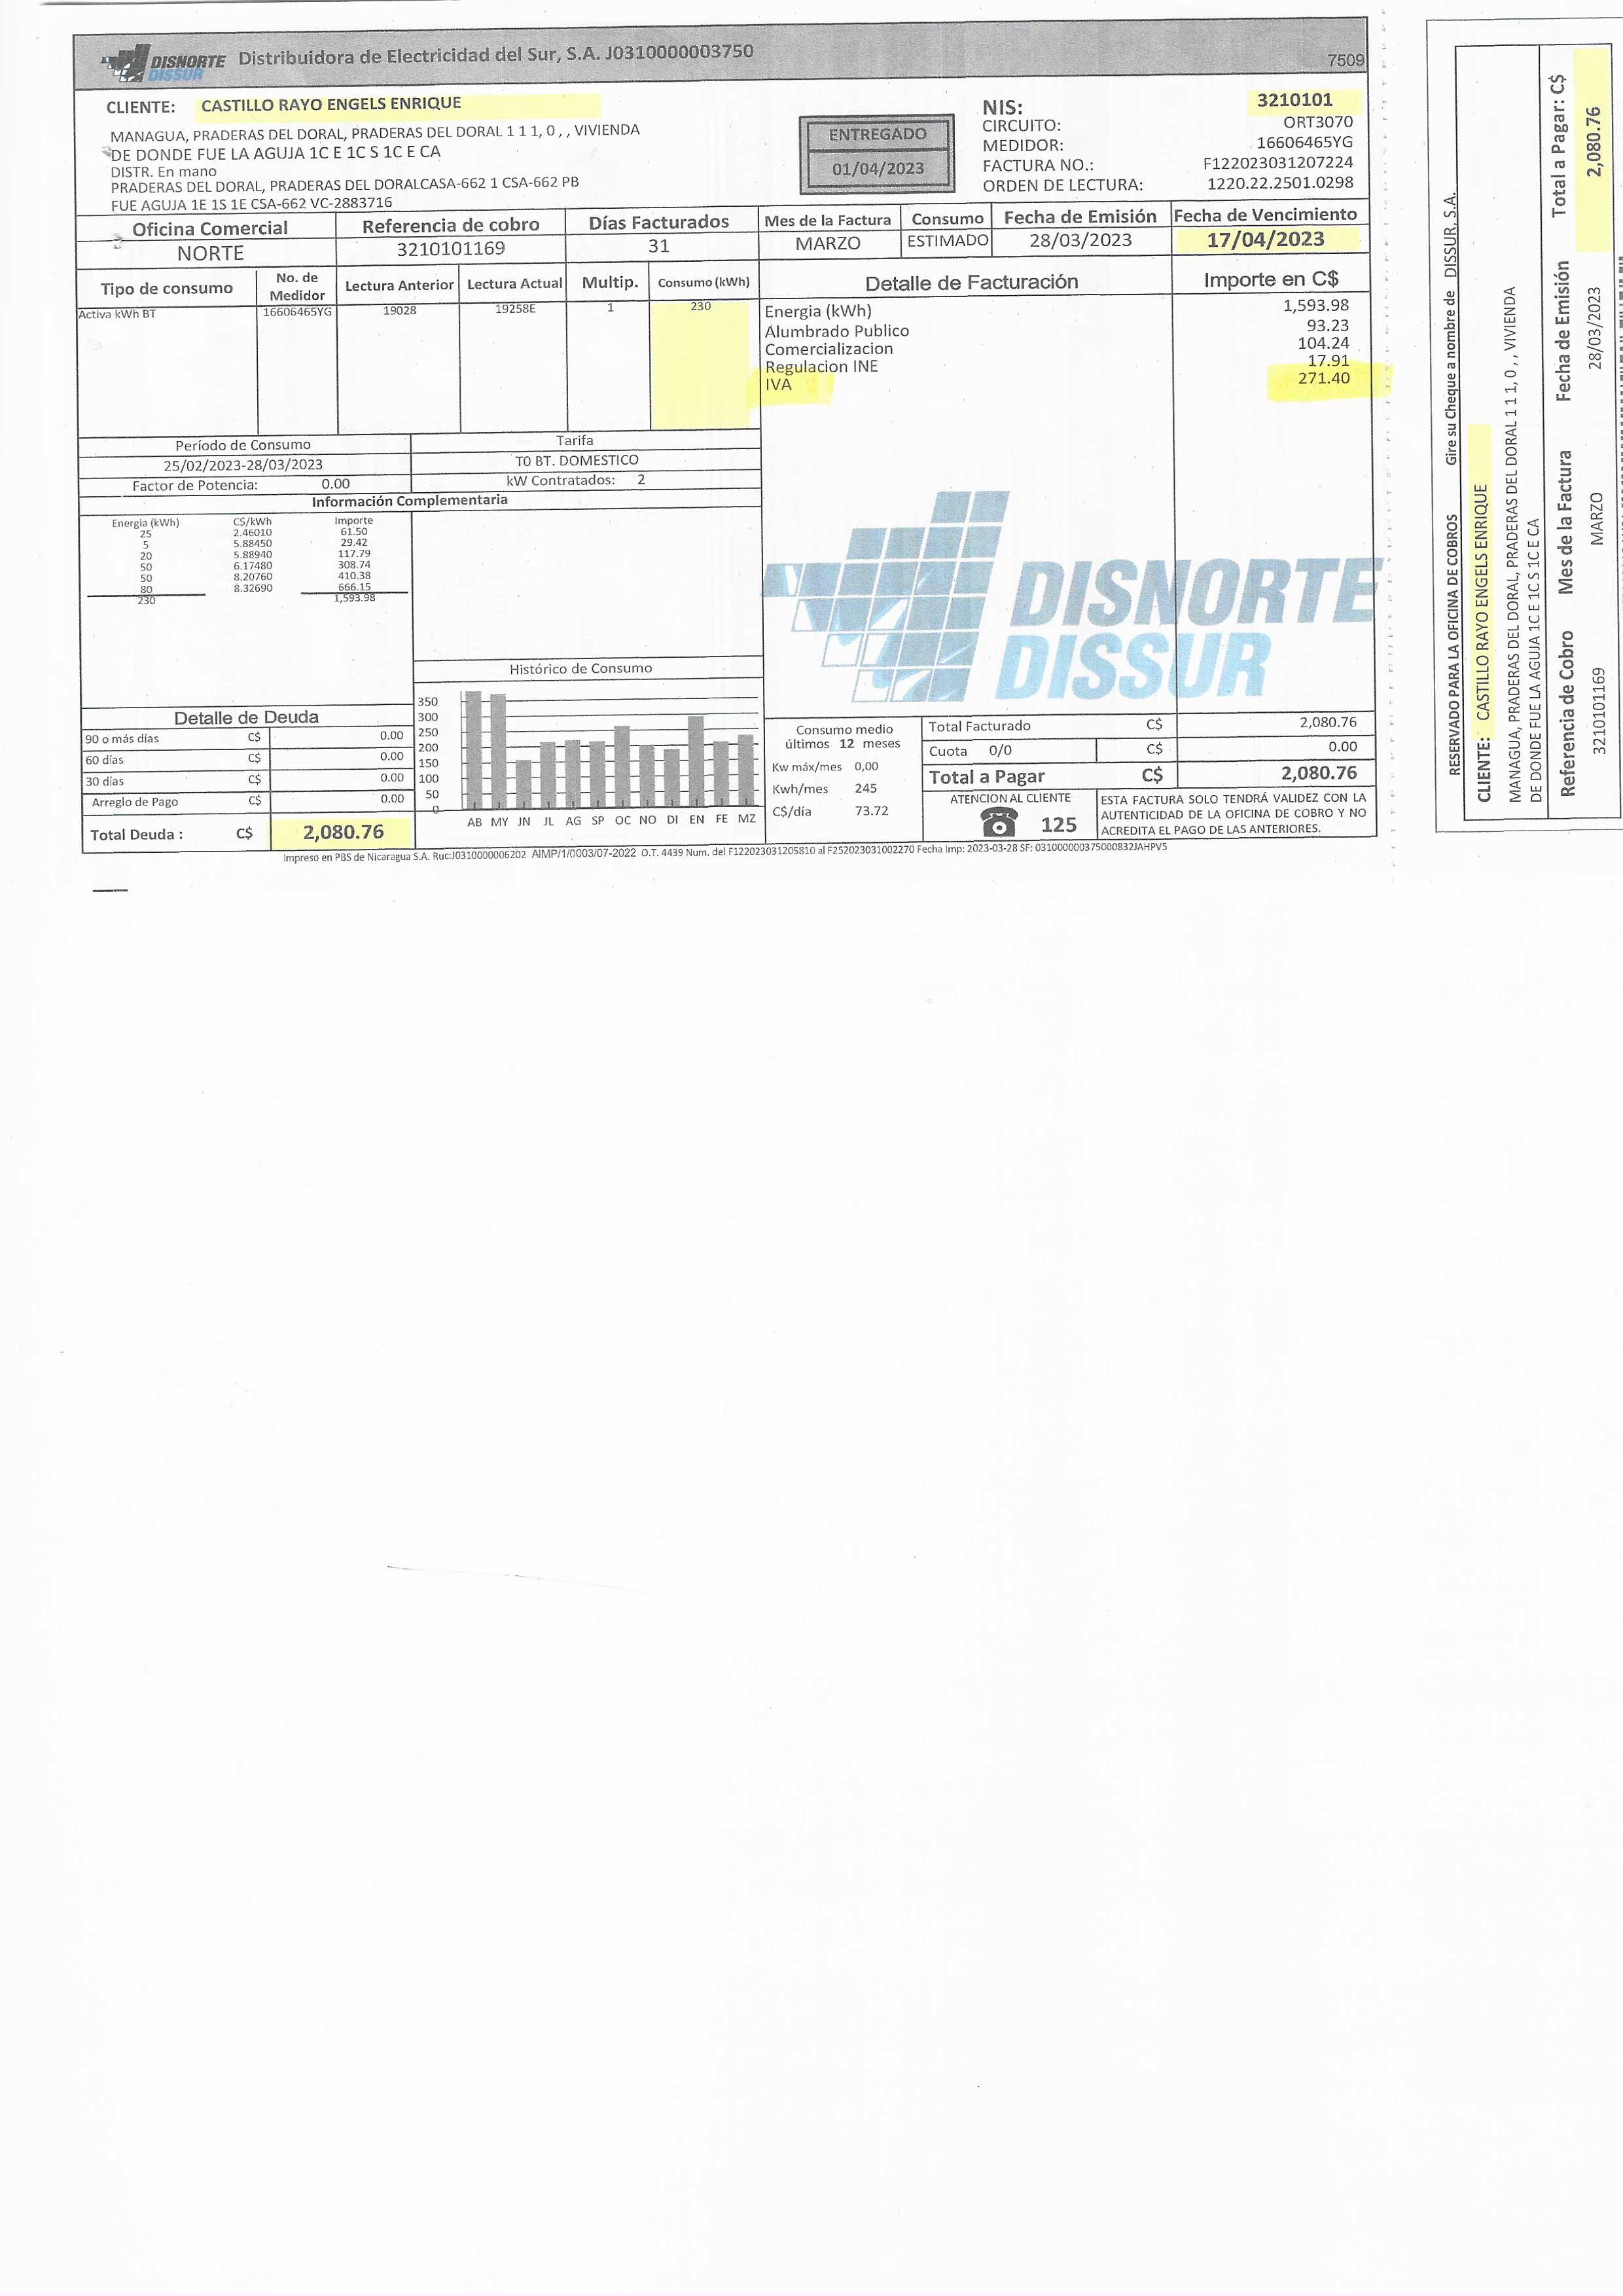 DISNORTE DISSUR Distribuidora de Electricidad del Sur, S.A. J0310000003750
7509
CLIENTE: CASTILLO RAYO ENGELS ENRIQUE
MANAGUA, PRADERAS DEL DORAL, PRADERAS DEL DORAL 1 1 1, 0 , , VIVIENDA
DE DONDE FUE LA AGUJA 1C E 1C S 1C E CA
DISTR. En mano
PRADERAS DEL DORAL, PRADERAS DEL DORALCASA-662 1 CSA-662 PB
FUE AGUJA 1E 1S 1E CSA-662 VC-2883716
ENTREGADO
01/04/2023
NIS: 3210101
CIRCUITO: ORT3070
MEDIDOR: 16606465YG
FACTURA NO.: F122023031207224
ORDEN DE LECTURA: 1220.22.2501.0298
Oficina Comercial Referencia de cobro Días Facturados Mes de la Factura Consumo Fecha de Emisión Fecha de Vencimiento
NORTE 3210101169 31 MARZO ESTIMADO 28/03/2023 17/04/2023
Tipo de consumo No. de Medidor Lectura Anterior Lectura Actual Multip. Consumo (kWh)
Activa kWh BT 16606465YG 19028 19258E 1 230
Detalle de Facturación Importe en C$
Energia (kWh) 1,593.98
Alumbrado Publico 93.23
Comercializacion 104.24
Regulacion INE 17.91
IVA 271.40
Período de Consumo Tarifa
25/02/2023-28/03/2023 T0 BT. DOMESTICO
Factor de Potencia: 0.00 kW Contratados: 2
Información Complementaria
Energia (kWh) C$/kWh Importe
25 2.46010 61.50
5 5.88450 29.42
20 5.88940 117.79
50 6.17480 308.74
50 8.20760 410.38
80 8.32690 666.15
230 1,593.98
DISNORTE
DISSUR
Detalle de Deuda
90 o más días C$ 0.00
60 días C$ 0.00
30 días C$ 0.00
Arreglo de Pago C$ 0.00
Total Deuda : C$ 2,080.76
Histórico de Consumo
350
300
250
200
150
100
50
0
AB MY JN JL AG SP OC NO DI EN FE MZ
Consumo medio
últimos 12 meses
Kw máx/mes 0,00
Kwh/mes 245
C$/día 73.72
Total Facturado C$ 2,080.76
Cuota 0/0 C$ 0.00
Total a Pagar C$ 2,080.76
ATENCION AL CLIENTE
125
ESTA FACTURA SOLO TENDRÁ VALIDEZ CON LA
AUTENTICIDAD DE LA OFICINA DE COBRO Y NO
ACREDITA EL PAGO DE LAS ANTERIORES.
Impreso en PBS de Nicaragua S.A. Ruc:J0310000006202 AIMP/1/0003/07-2022 O.T. 4439 Num. del F122023031205810 al F252023031002270 Fecha Imp: 2023-03-28 SF: 031000000375000832JAHPV5
RESERVADO PARA LA OFICINA DE COBROS Gire su Cheque a nombre de DISSUR, S.A.
CLIENTE: CASTILLO RAYO ENGELS ENRIQUE
MANAGUA, PRADERAS DEL DORAL, PRADERAS DEL DORAL 1 1 1, 0 , , VIVIENDA
DE DONDE FUE LA AGUJA 1C E 1C S 1C E CA
Referencia de Cobro Mes de la Factura Fecha de Emisión Total a Pagar: C$
3210101169 MARZO 28/03/2023 2,080.76